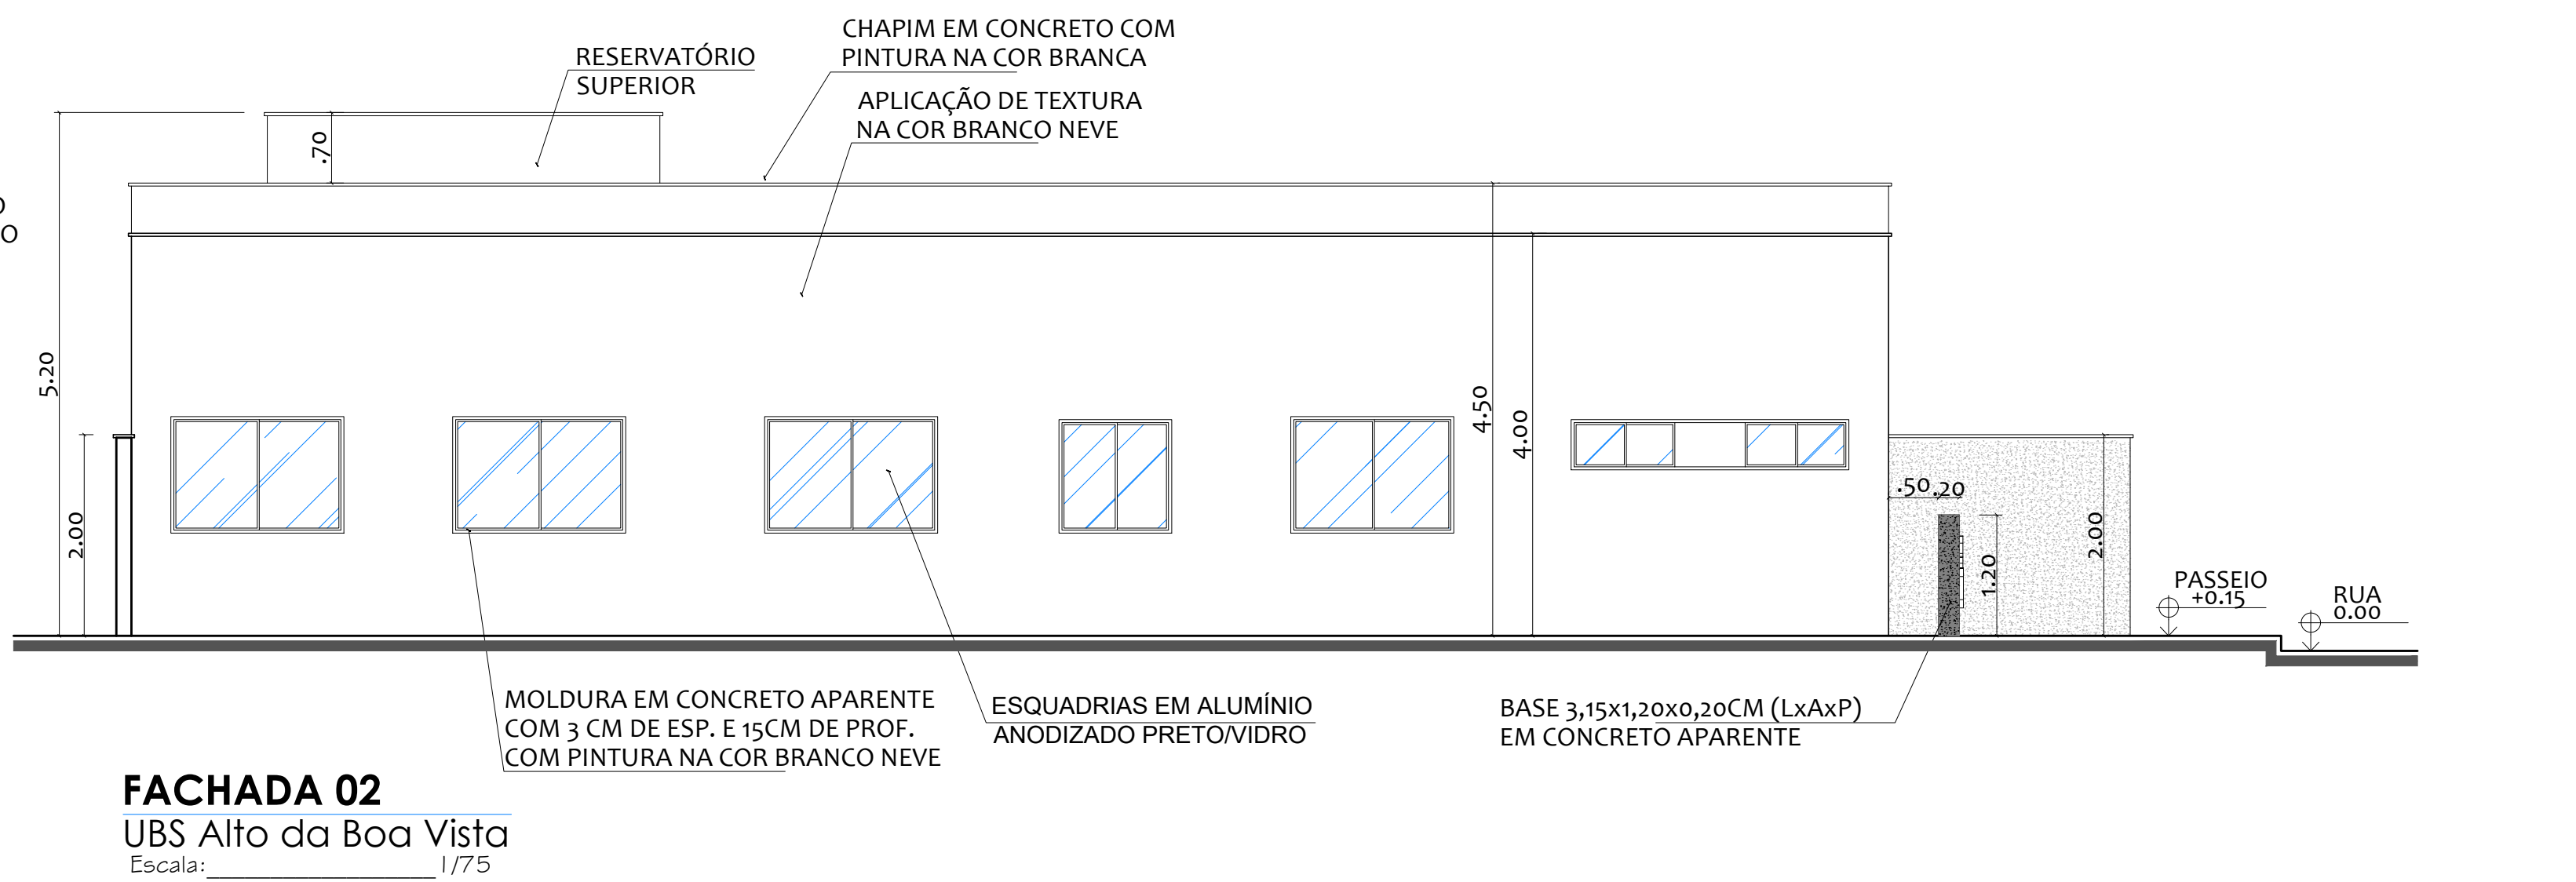 CHAPIM EM CONCRETO COM
PINTURA NA COR BRANCA
RESERVATÓRIO
SUPERIOR
APLICAÇÃO DE TEXTURA
NA COR BRANCO NEVE
.70
O
O
5.20
2.00
4.50
4.00
.50
.20
1.20
2.00
PASSEIO
+0.15
RUA
0.00
MOLDURA EM CONCRETO APARENTE
COM 3 CM DE ESP. E 15CM DE PROF.
COM PINTURA NA COR BRANCO NEVE
ESQUADRIAS EM ALUMÍNIO
ANODIZADO PRETO/VIDRO
BASE 3,15x1,20x0,20CM (LxAxP)
EM CONCRETO APARENTE
FACHADA 02
UBS Alto da Boa Vista
Escala:__________________1/75